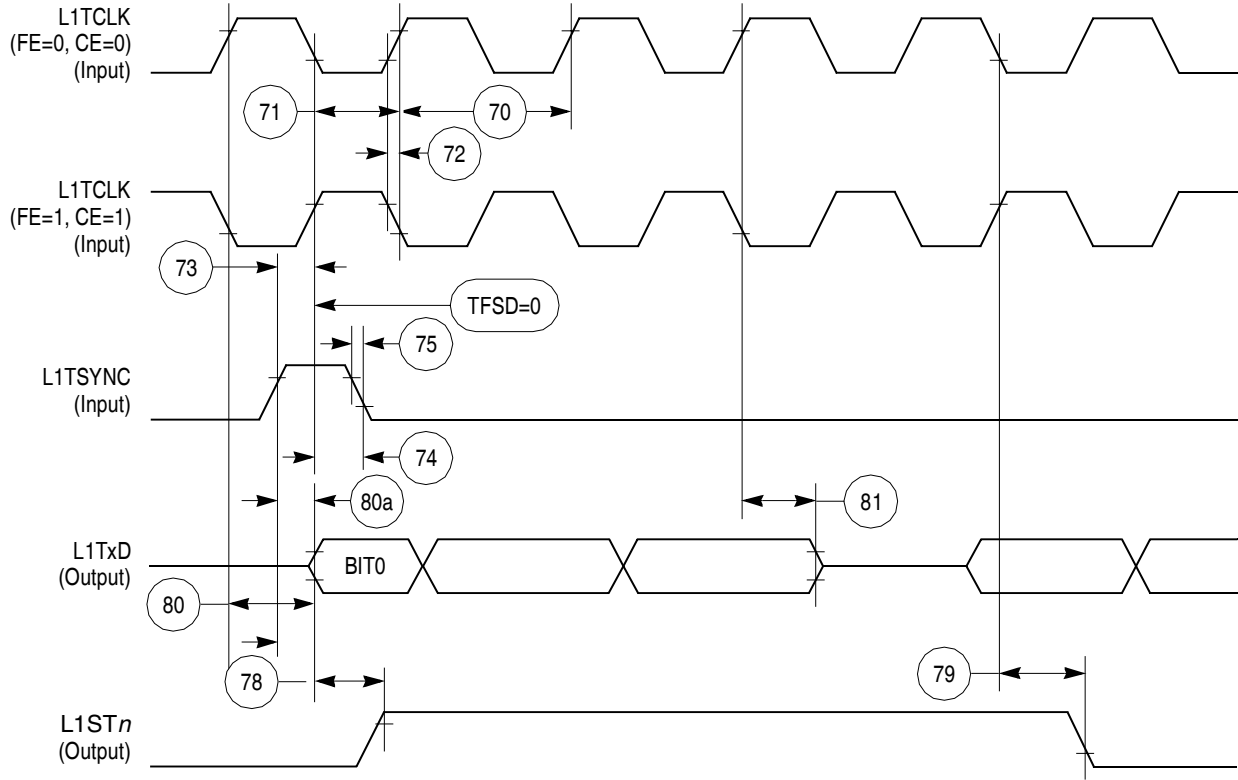 L1TCLK
(FE=0, CE=0)
(Input)
71
70
72
L1TCLK
(FE=1, CE=1)
(Input)
73
TFSD=0
75
L1TSYNC
(Input)
74
80a
81
L1TxD
(Output)
BIT0
80
78
79
L1STn
(Output)